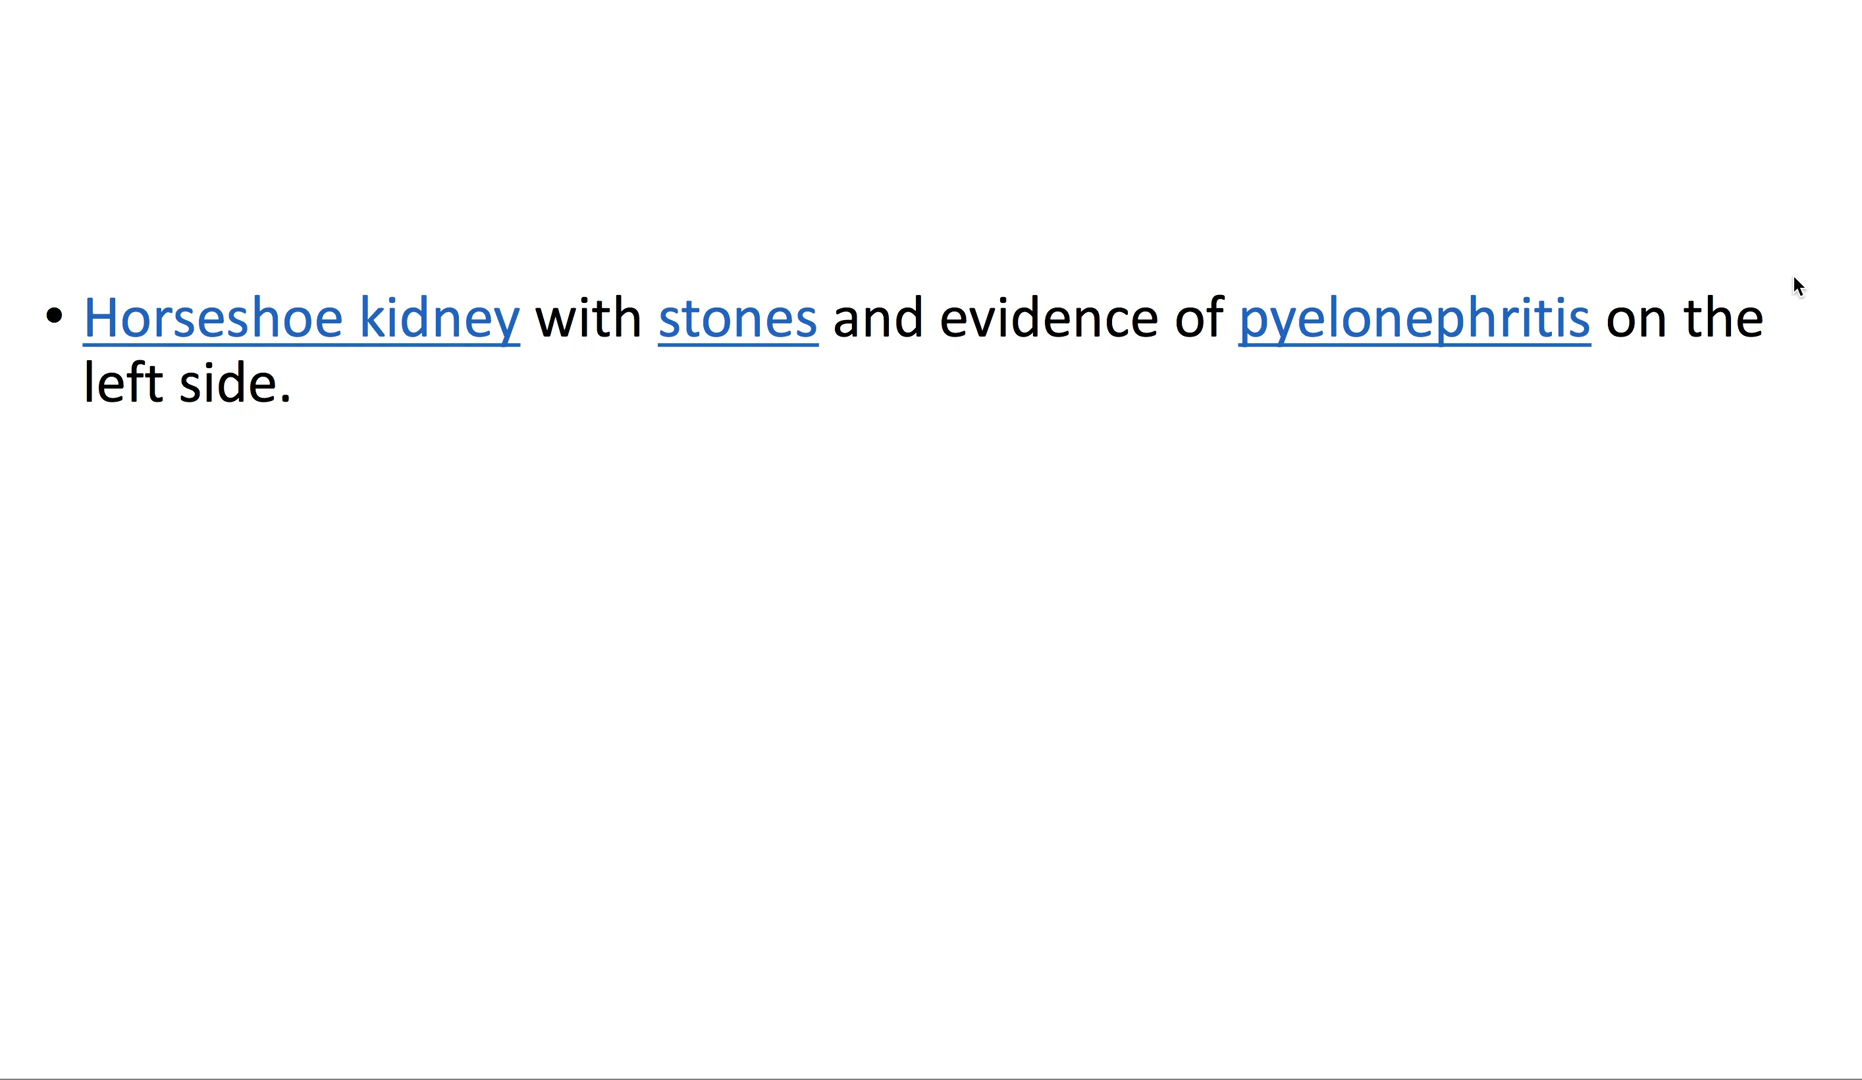 • Horseshoe kidney with stones and evidence of pyelonephritis on the
left side.